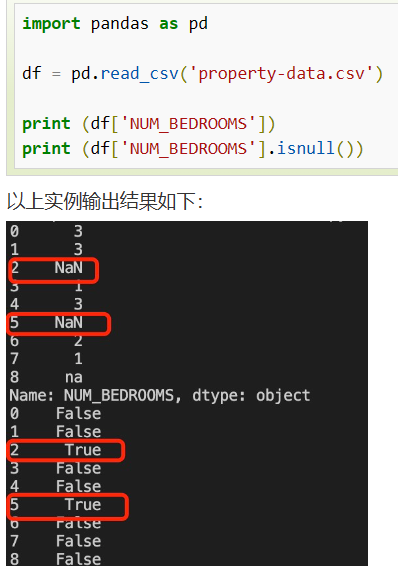 import pandas as pd
df = pd.read_csv('property-data.csv')
print (df['NUM_BEDROOMS'])
print (df['NUM_BEDROOMS'].isnull())
以上实例输出结果如下：
0 3
1 3
2 NaN
3 1
4 3
5 NaN
6 2
7 1
8 na
Name: NUM_BEDROOMS, dtype: object
0 False
1 False
2 True
3 False
4 False
5 True
6 False
7 False
8 False